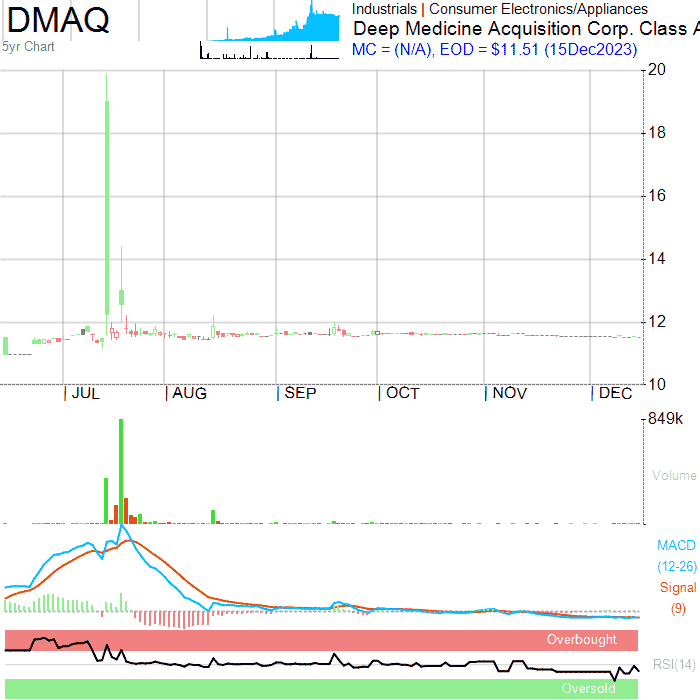 DMAQ
5yr Chart
Industrials | Consumer Electronics/Appliances
Deep Medicine Acquisition Corp. Class A
MC = (N/A), EOD = $11.51 (15Dec2023)
20
18
16
14
12
10
JUL AUG SEP OCT NOV DEC
849k
Volume
MACD
(12-26)
Signal
(9)
Overbought
RSI(14)
Oversold